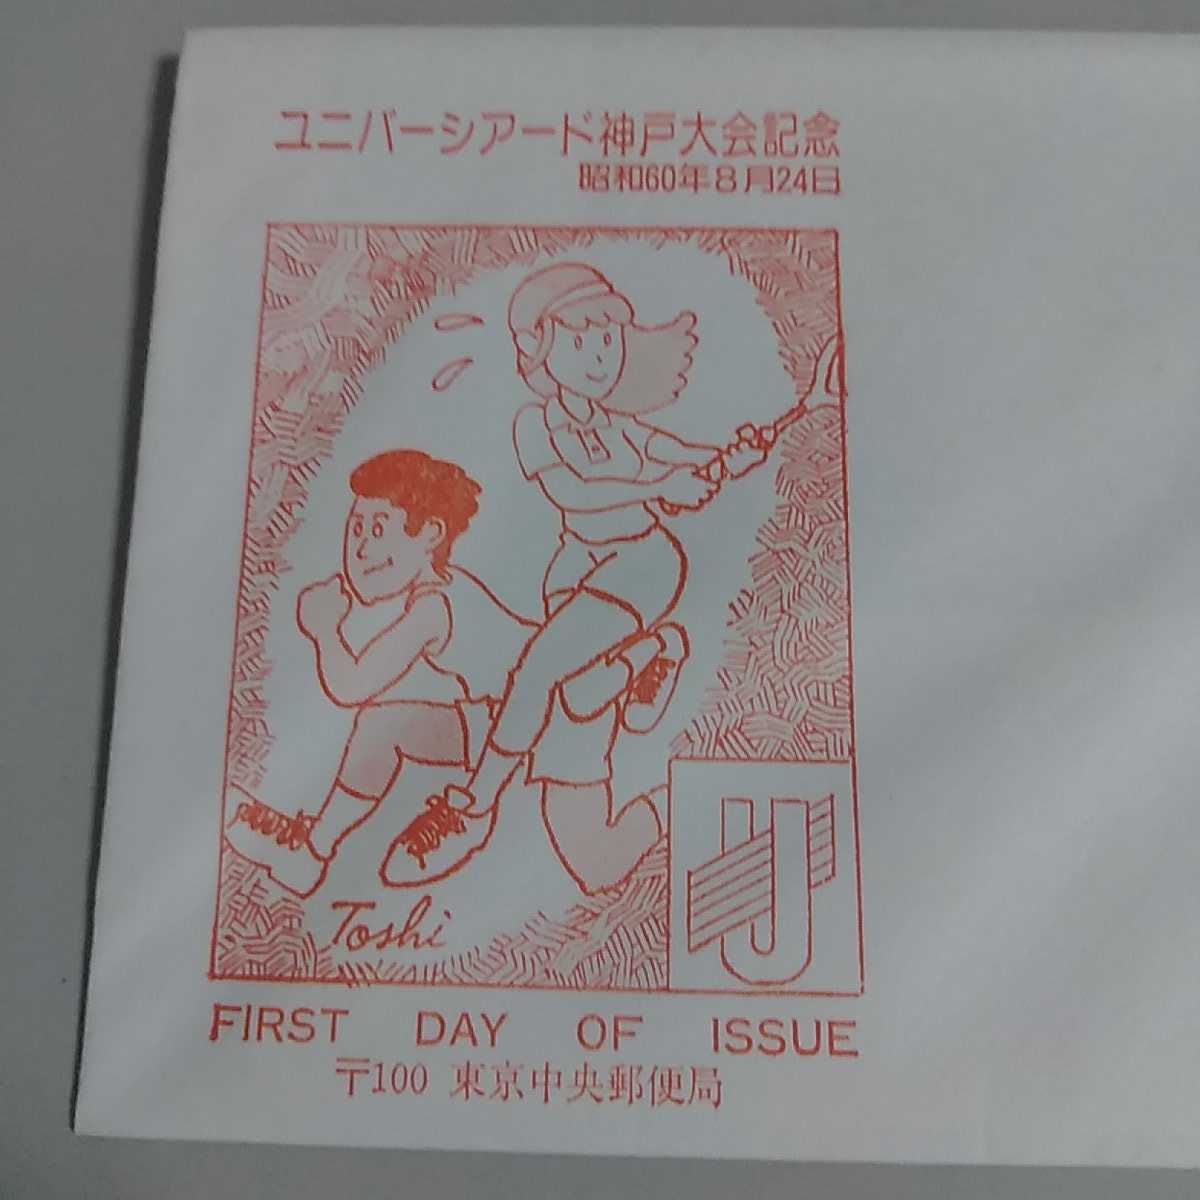 ユニバーシアード神戸大会記念
昭和60年8月24日
Toshi
U
FIRST DAY OF ISSUE
〒100 東京中央郵便局